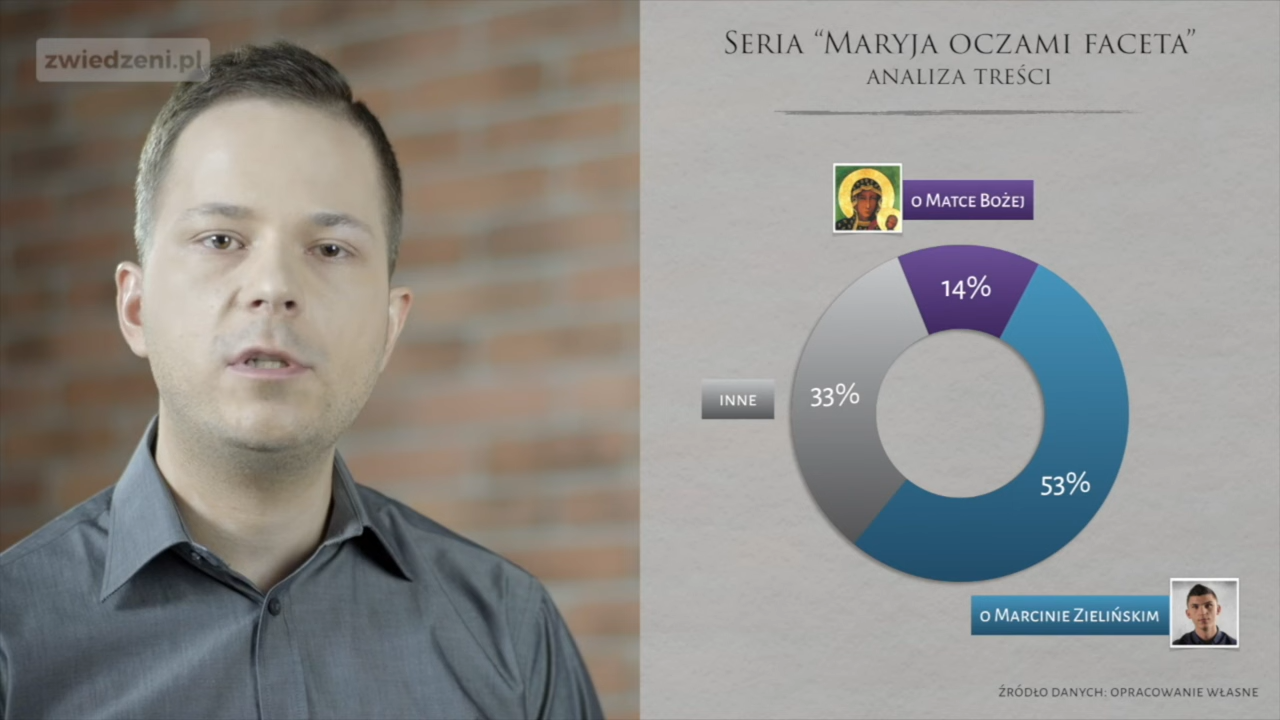 zwiedzeni.pl
Seria “Maryja oczami faceta”
analiza treści
o Matce Bożej
14%
inne
33%
53%
o Marcinie Zielińskim
źródło danych: opracowanie własne